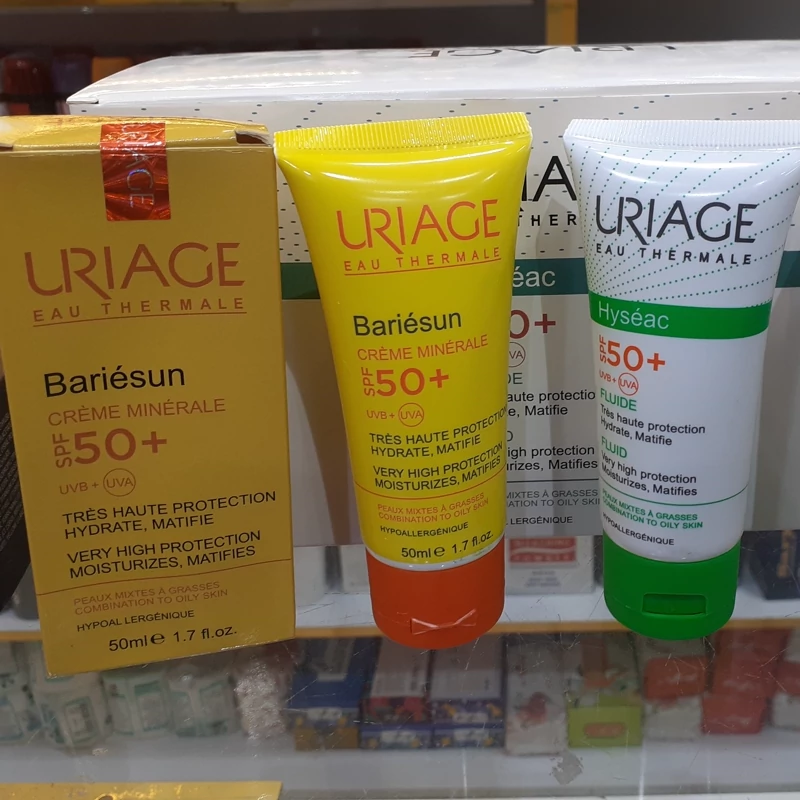 URIAGE
AGE
URIAGE
EAU THERMALE
Bariésun
CRÈME MINÉRALE
SPF 50+
UVB + UVA
TRÈS HAUTE PROTECTION
HYDRATE, MATIFIE
VERY HIGH PROTECTION
MOISTURIZES, MATIFIES
PEAUX MIXTES À GRASSES
COMBINATION TO OILY SKIN
HYPOALLERGÉNIQUE
50ml e 1.7 fl.oz.
URIAGE
EAU THERMALE
Bariésun
CRÈME MINÉRALE
SPF 50+
UVB + UVA
TRÈS HAUTE PROTECTION
HYDRATE, MATIFIE
VERY HIGH PROTECTION
MOISTURIZES, MATIFIES
PEAUX MIXTES À GRASSES
COMBINATION TO OILY SKIN
HYPOALLERGÉNIQUE
50ml e 1.7 fl.oz.
URIAGE
EAU THERMALE
Hyséac
SPF 50+
UVB + UVA
FLUIDE
Très haute protection
Hydrate, Matifie
FLUID
Very high protection
Moisturizes, Matifies
PEAUX MIXTES À GRASSES
COMBINATION TO OILY SKIN
HYPOALLERGÉNIQUE